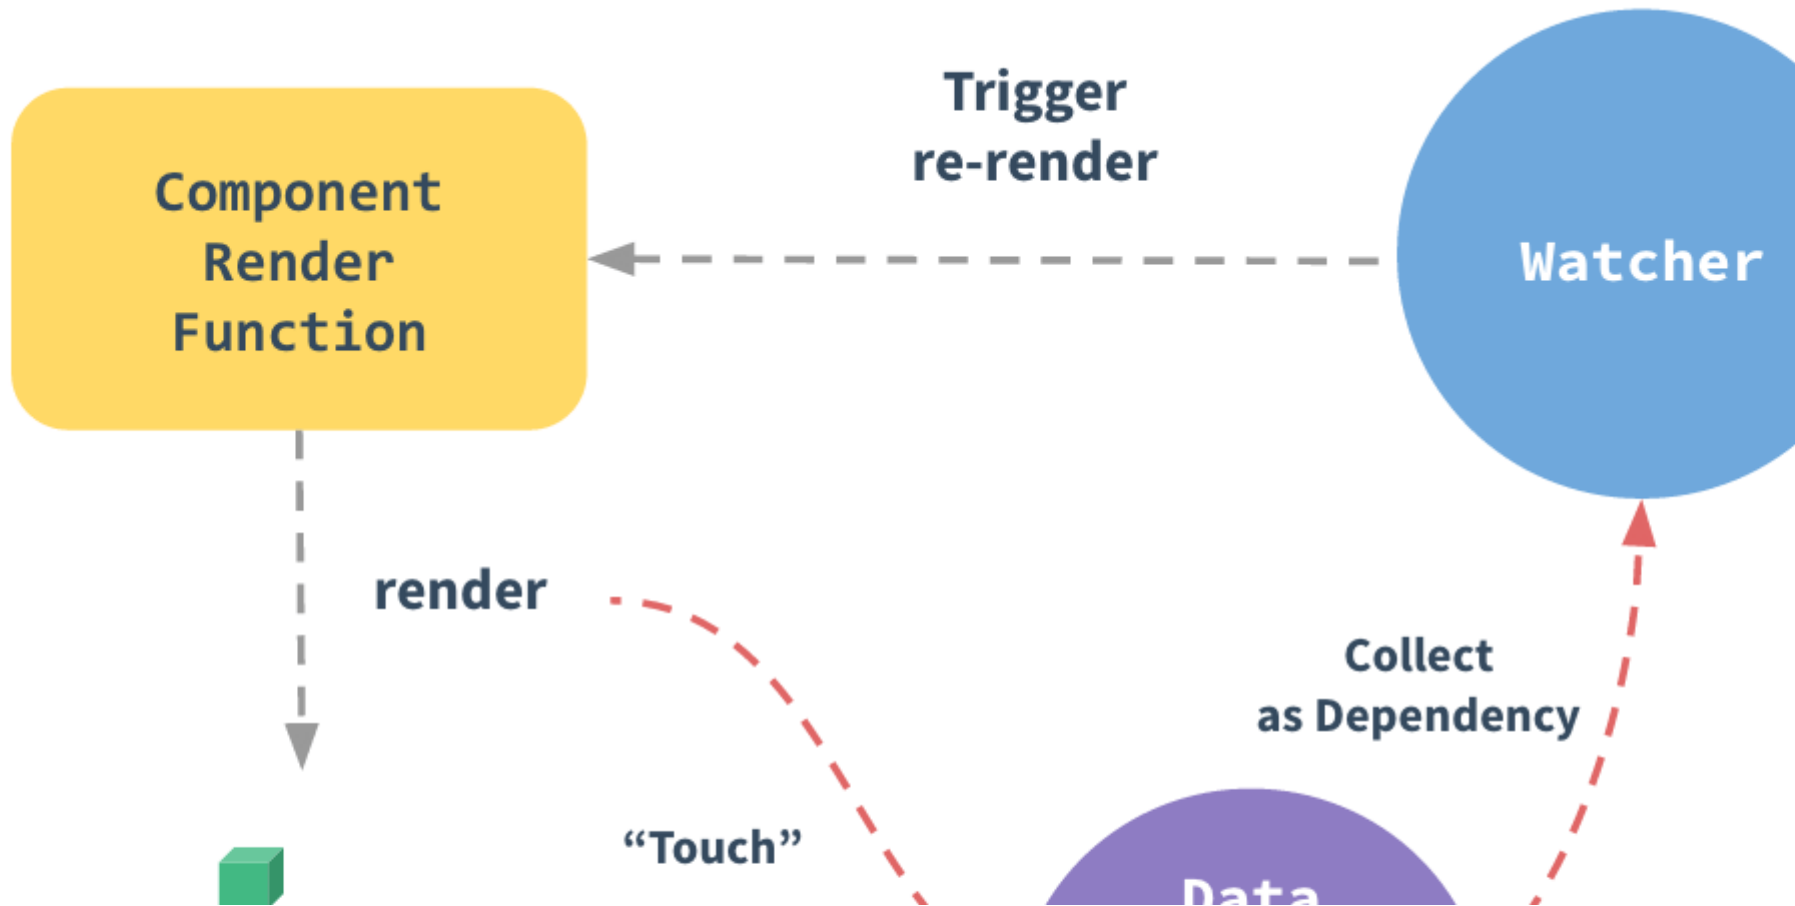 Trigger
re-render
Component
Render
Function
Watcher
render
Collect
as Dependency
“Touch”
Data